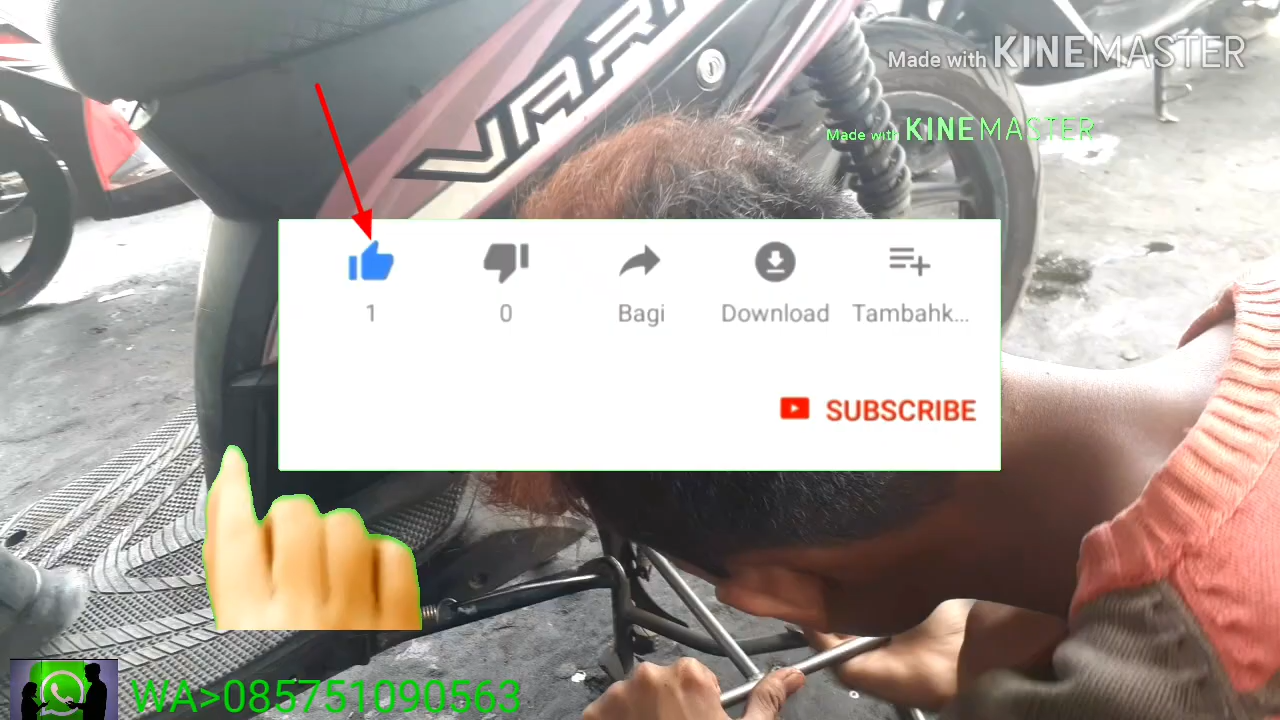 Made with KINEMASTER
Made with KINEMASTER
VARI
1
0
Bagi
Download
Tambahk...
SUBSCRIBE
WA>085751090563